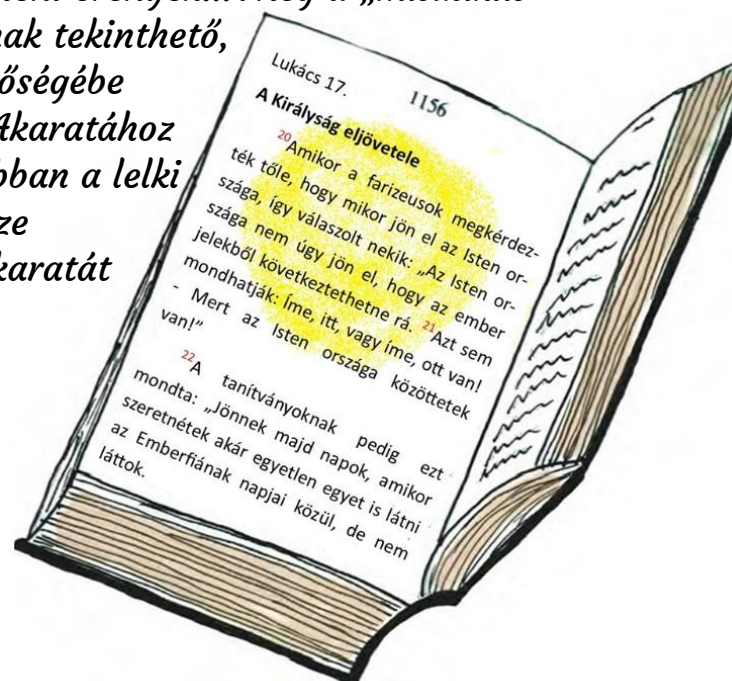 nak tekinthető,
őségébe
Akaratához
ban a lelki
ze
karatát
Lukács 17.
1156
A Királyság eljövetele
20Amikor a farizeusok megkérdez-
ték tőle, hogy mikor jön el az Isten or-
szága, így válaszolt nekik: „Az Isten or-
szága nem úgy jön el, hogy az ember
jelekből következtethetne rá. 21Azt sem
mondhatják: íme, itt, vagy íme, ott van!
- Mert az Isten országa közöttetek
van!”
22A tanítványoknak pedig ezt
mondta: „Jönnek majd napok, amikor
szeretnétek akár egyetlen egyet is látni
az Emberfiának napjai közül, de nem
láttok.